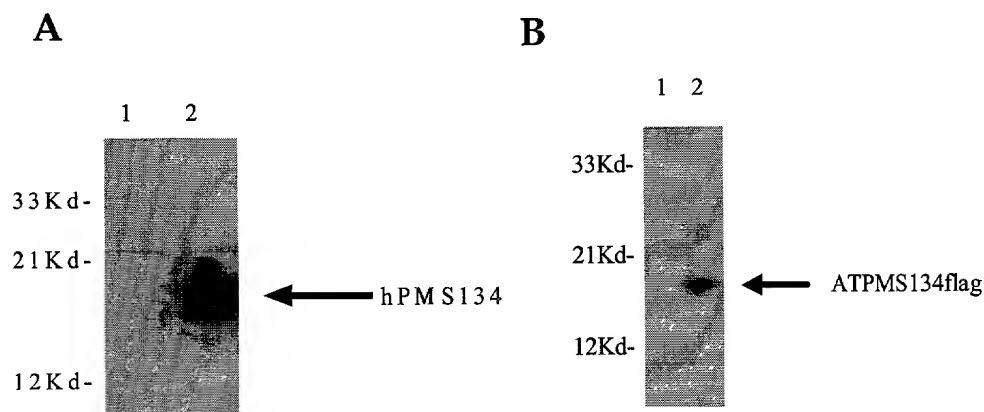 A
1 2
33Kd-
21Kd-
hPMS134
12Kd-
B
1 2
33Kd-
21Kd-
ATPMS134flag
12Kd-